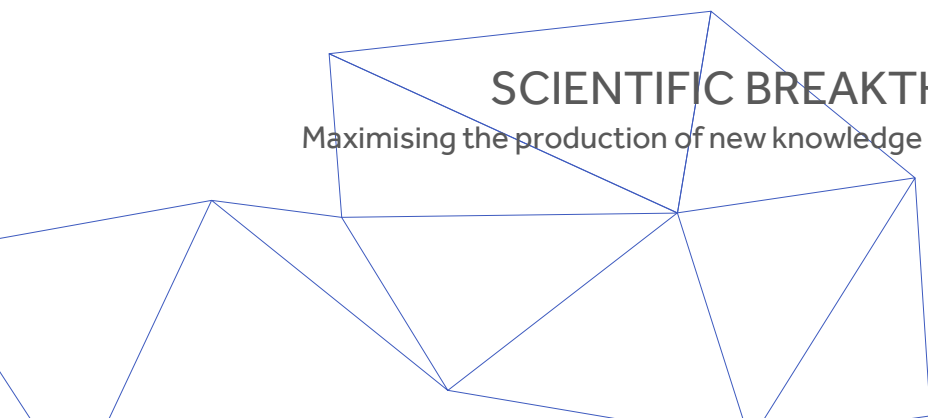 SCIENTIFIC BREAKTH
Maximising the production of new knowledge